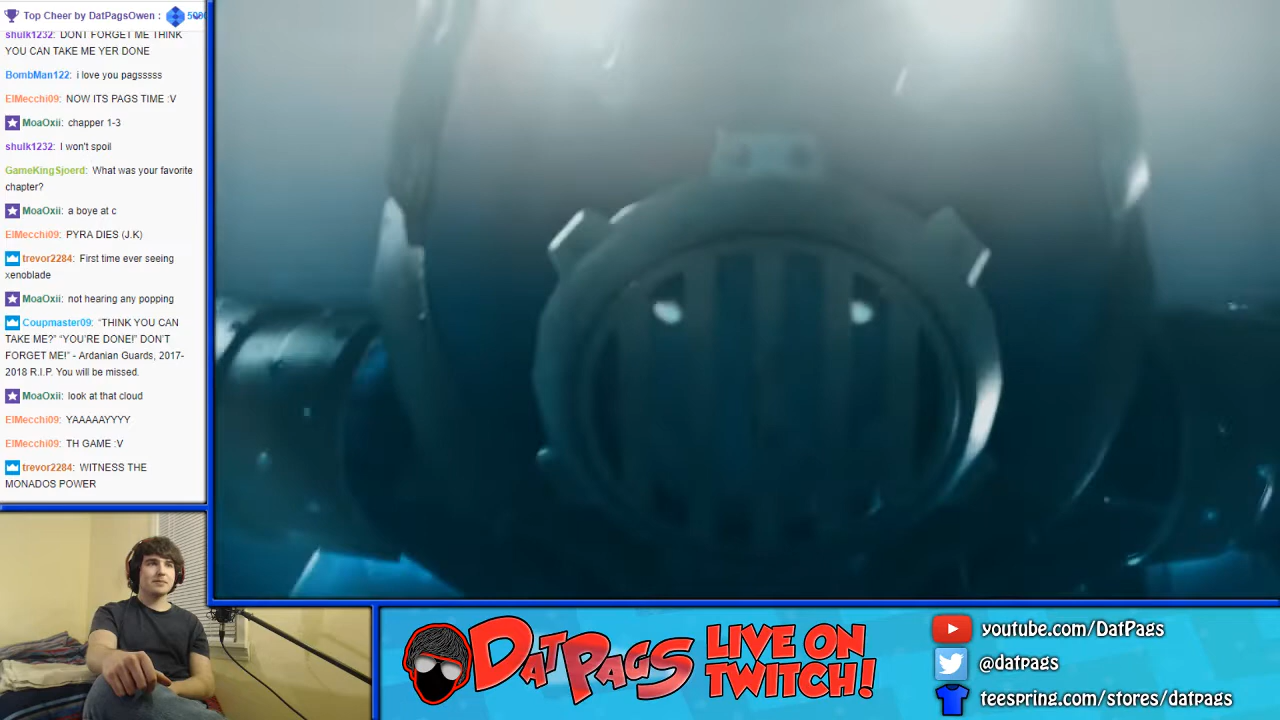 Top Cheer by DatPagsOwen :
shulk1232: DONT FORGET ME THINK
YOU CAN TAKE ME YER DONE
BombMan122: i love you pagsssss
ElMecchi09: NOW ITS PAGS TIME :V
MoaOxii: chapper 1-3
shulk1232: I won't spoil
GameKingSjoerd: What was your favorite
chapter?
MoaOxii: a boye at c
ElMecchi09: PYRA DIES (J.K)
trevor2284: First time ever seeing
xenoblade
MoaOxii: not hearing any popping
Coupmaster09: “THINK YOU CAN
TAKE ME?” “YOU'RE DONE!” DON'T
FORGET ME!” - Ardanian Guards, 2017-
2018 R.I.P. You will be missed.
MoaOxii: look at that cloud
ElMecchi09: YAAAAAYYYY
ElMecchi09: TH GAME :V
trevor2284: WITNESS THE
MONADOS POWER
DATPAGS
LIVE ON
TWITCH!
youtube.com/DatPags
@datpags
teespring.com/stores/datpags